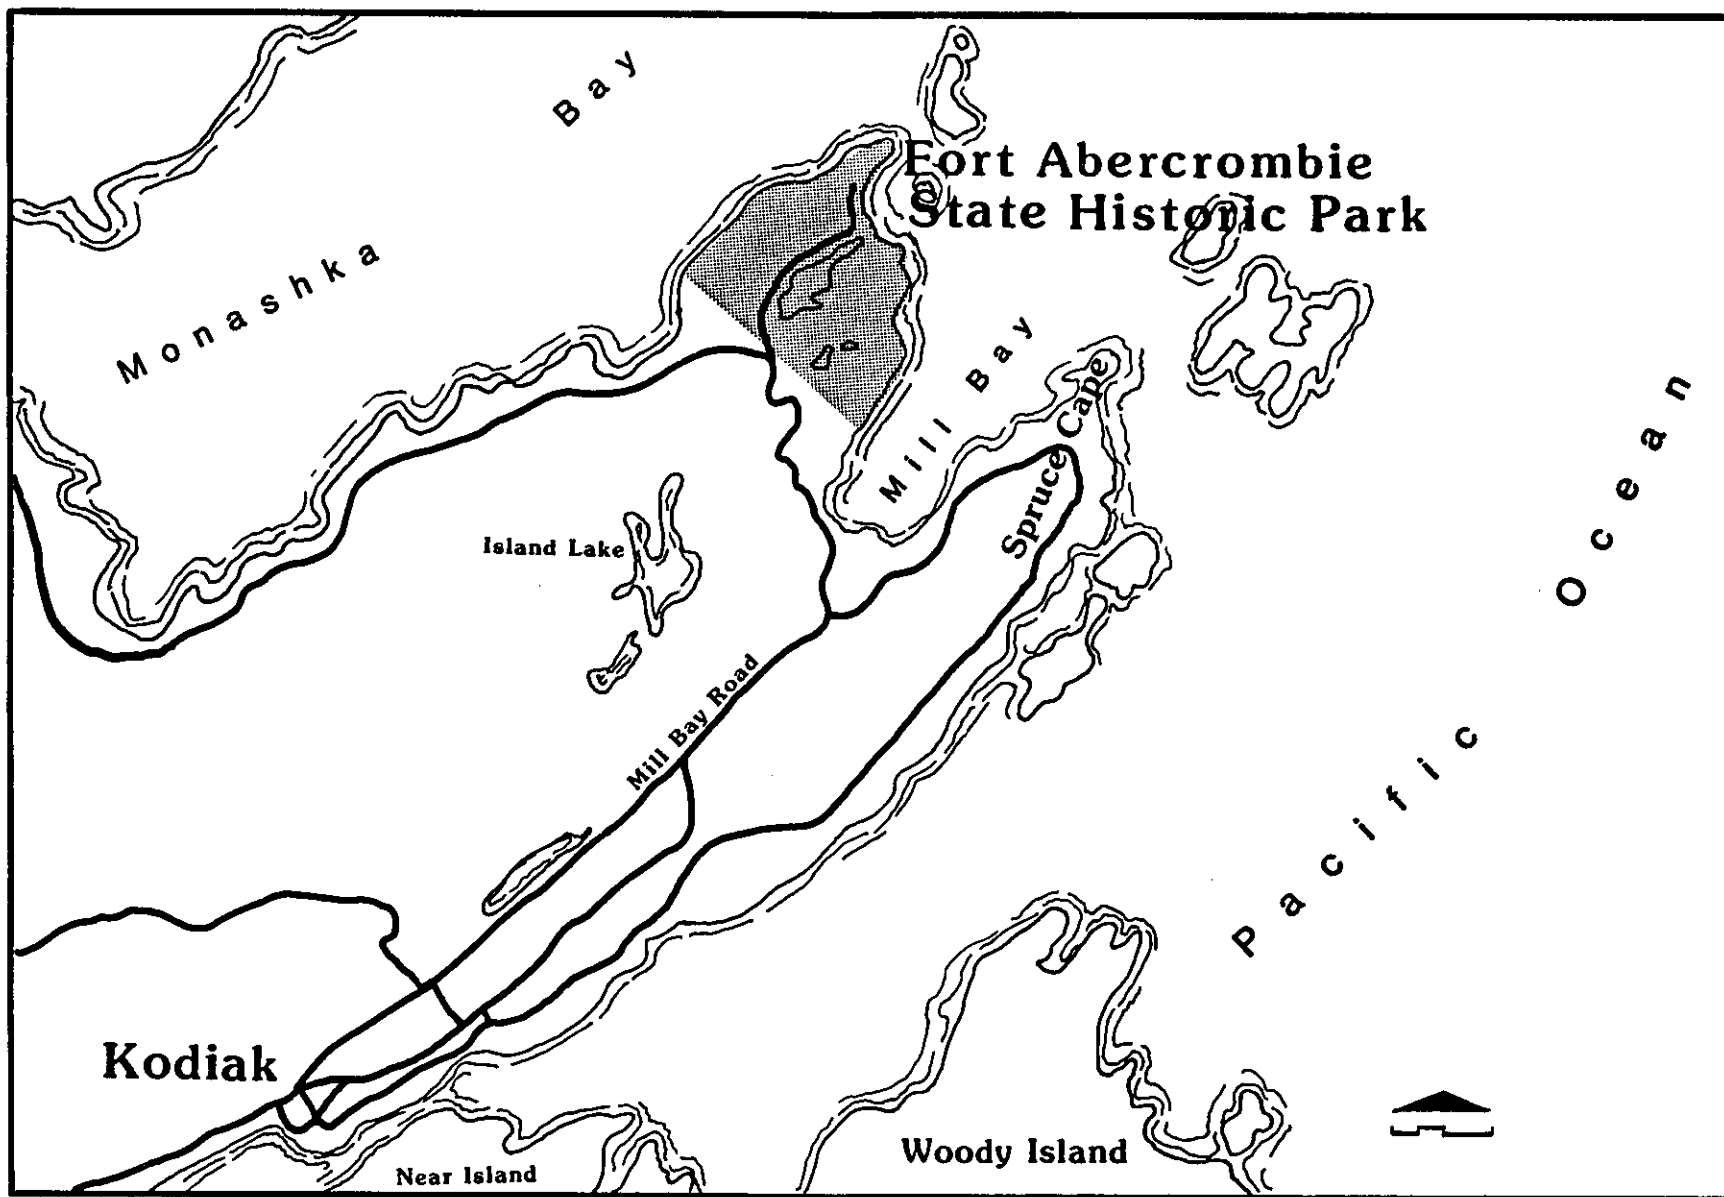 Bay
Fort Abercrombie
State Historic Park
Monashka
Mill Bay
Spruce Cape
Island Lake
Mill Bay Road
Pacific Ocean
Kodiak
Woody Island
Near Island